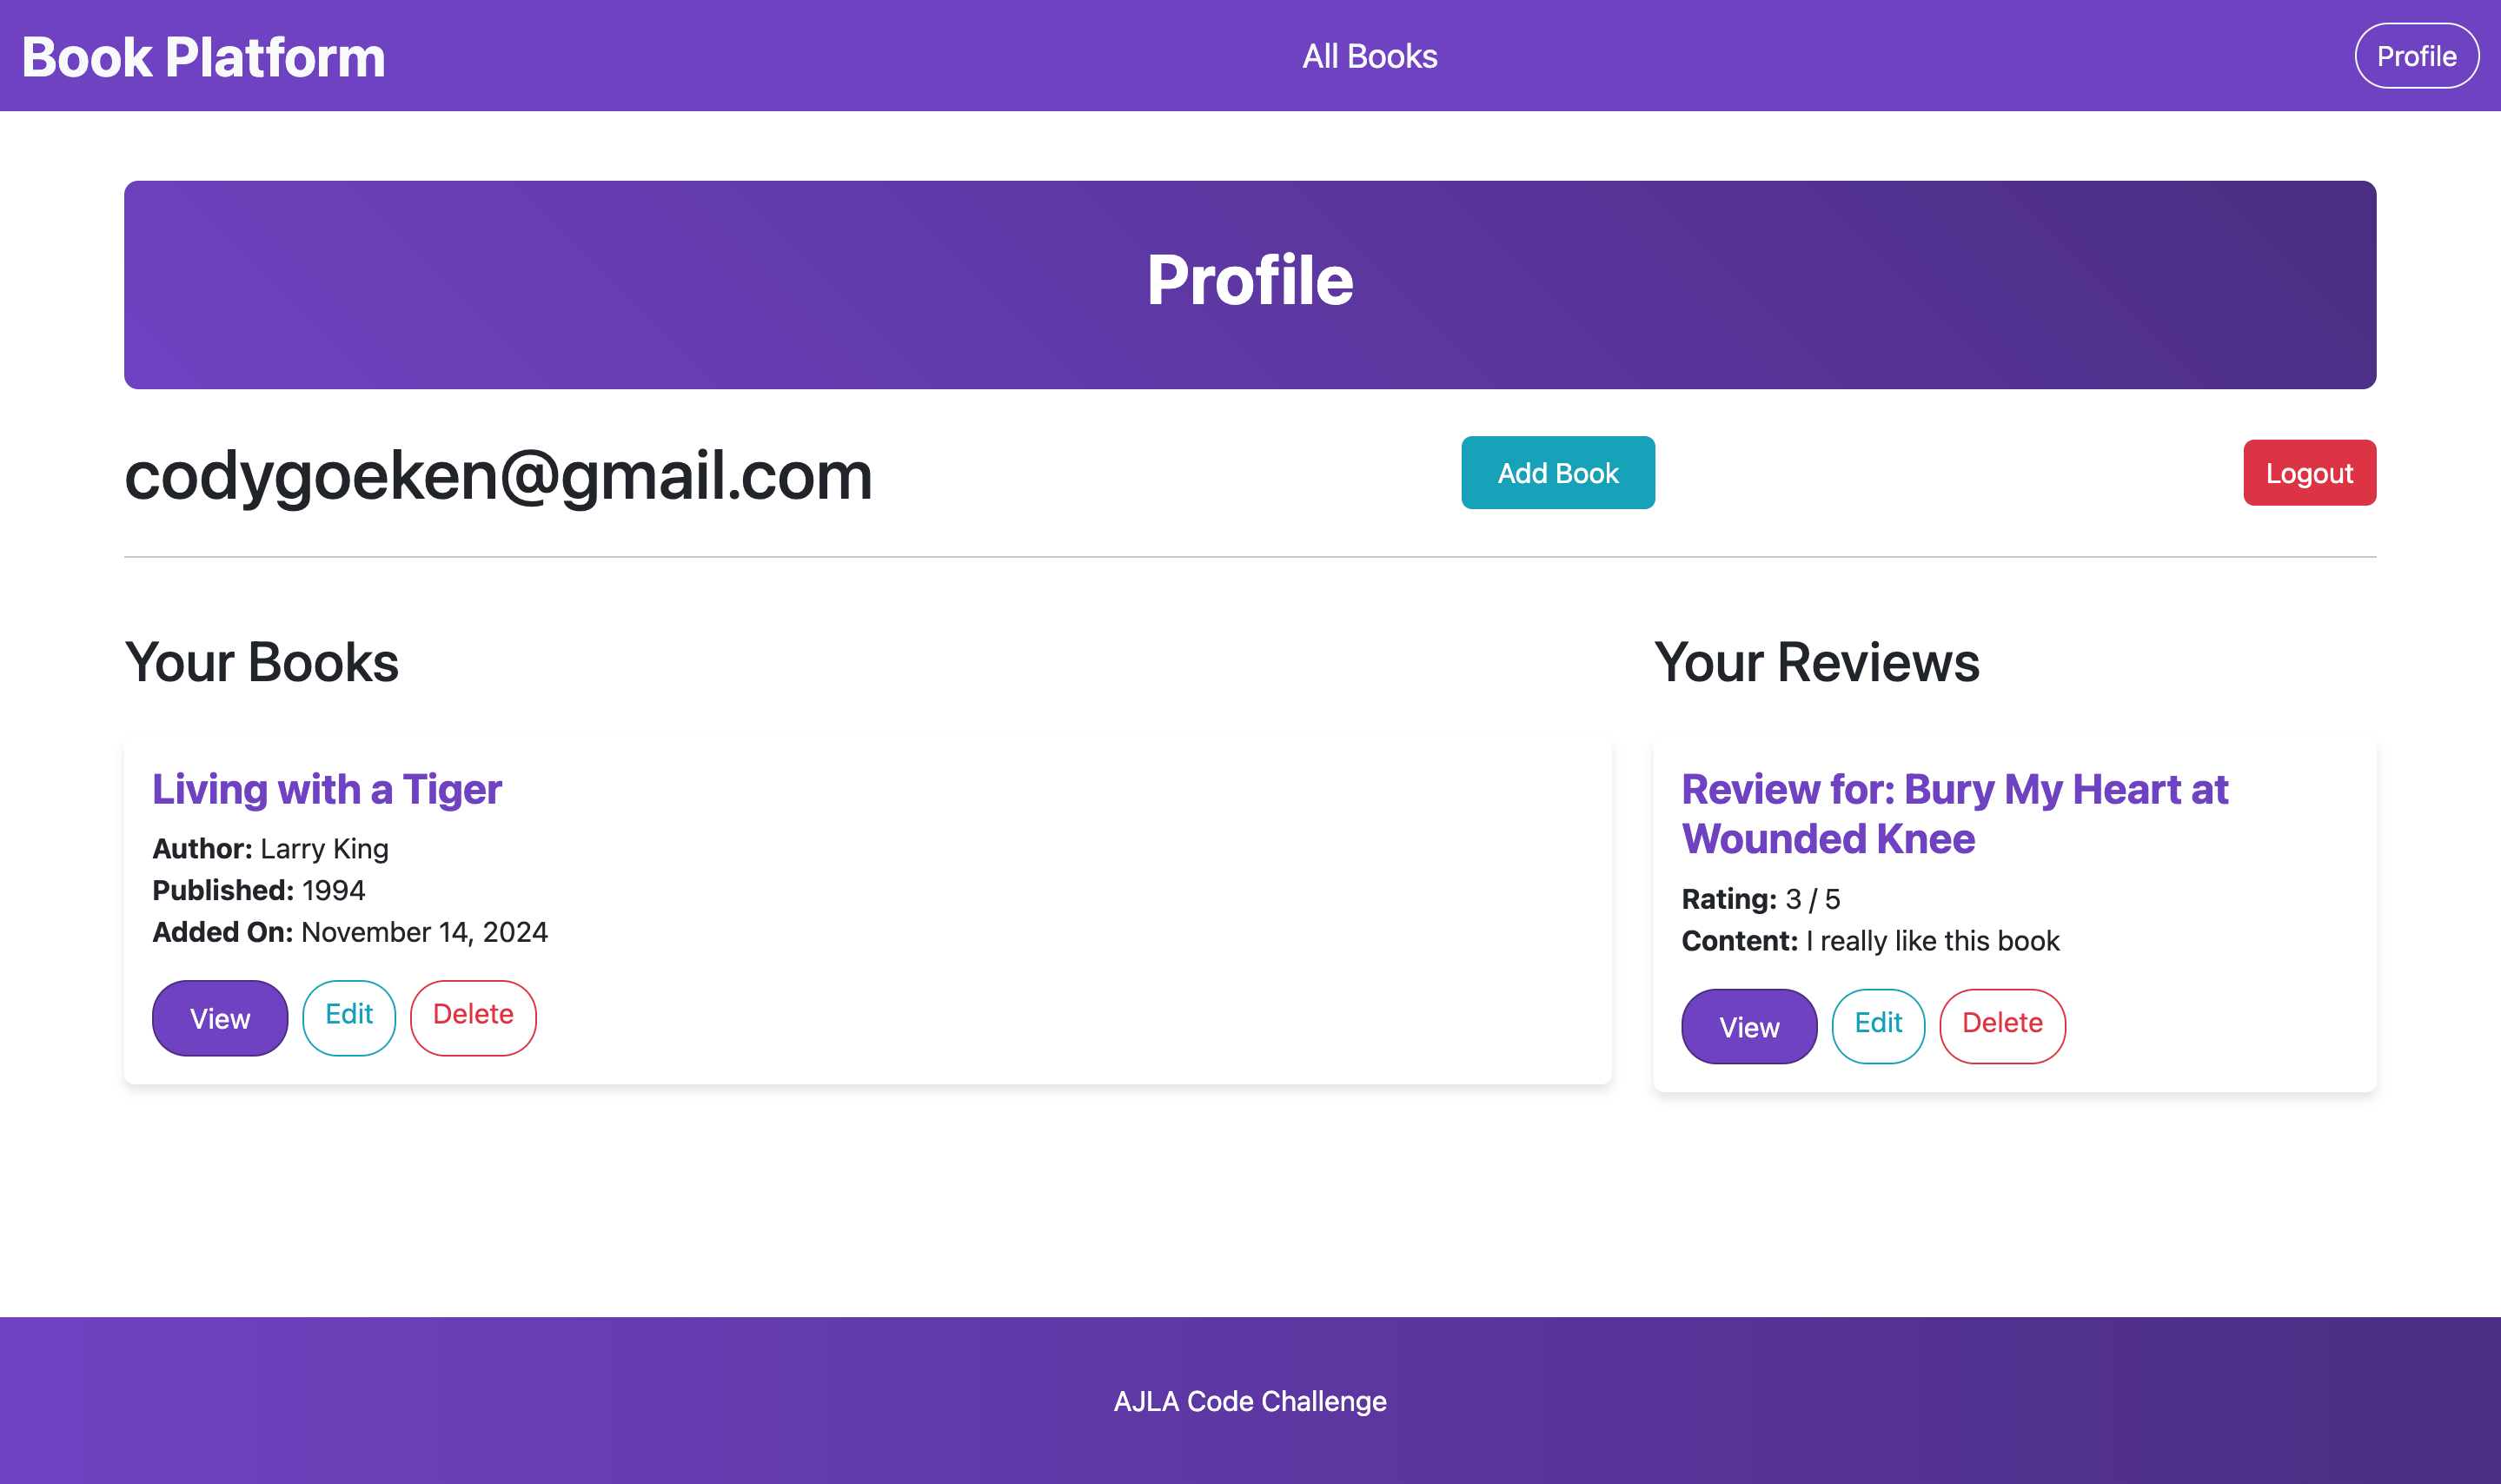 Book Platform
All Books
Profile
Profile
codygoeken@gmail.com
Add Book
Logout
Your Books
Living with a Tiger
Author: Larry King
Published: 1994
Added On: November 14, 2024
View
Edit
Delete
Your Reviews
Review for: Bury My Heart at
Wounded Knee
Rating: 3 / 5
Content: I really like this book
View
Edit
Delete
AJLA Code Challenge